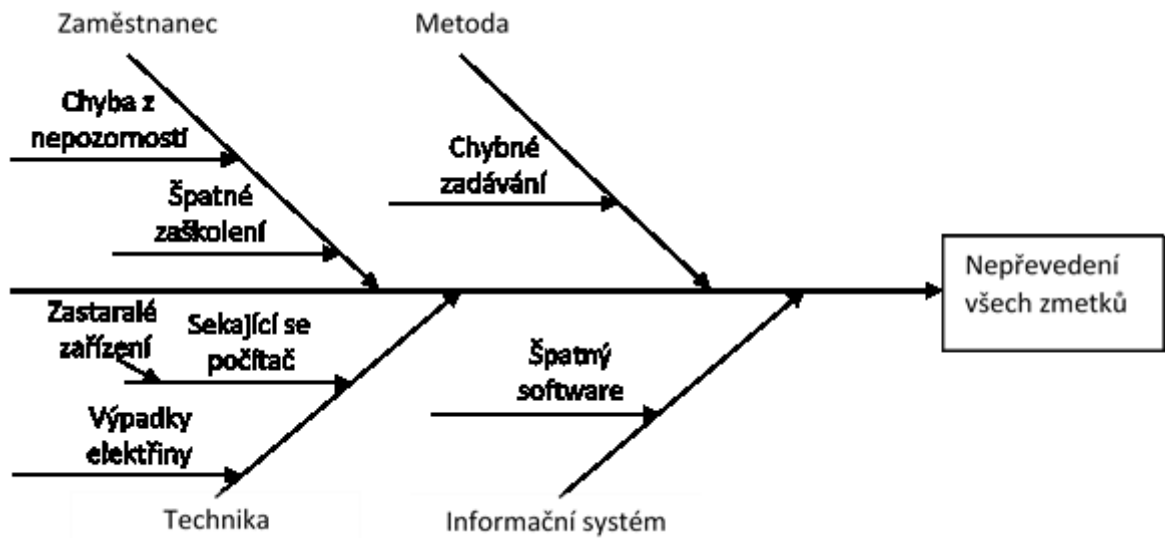 Zaměstnanec
Metoda
Chyba z
nepozorností
Chybné
zadávání
Špatné
zaškolení
Nepřevedení
všech zmetků
Zastaralé
zařízení
Sekající se
počítač
Špatný
software
Výpadky
elektřiny
Technika
Informační systém